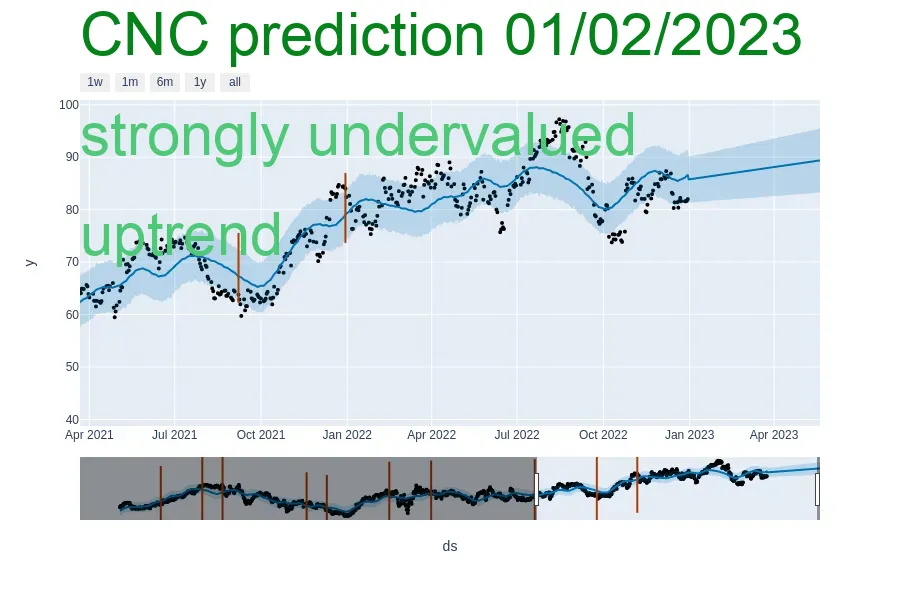 CNC prediction 01/02/2023
1w 1m 6m 1y all
strongly undervalued
uptrend
100
90
80
70
60
50
40
y
Apr 2021 Jul 2021 Oct 2021 Jan 2022 Apr 2022 Jul 2022 Oct 2022 Jan 2023 Apr 2023
ds